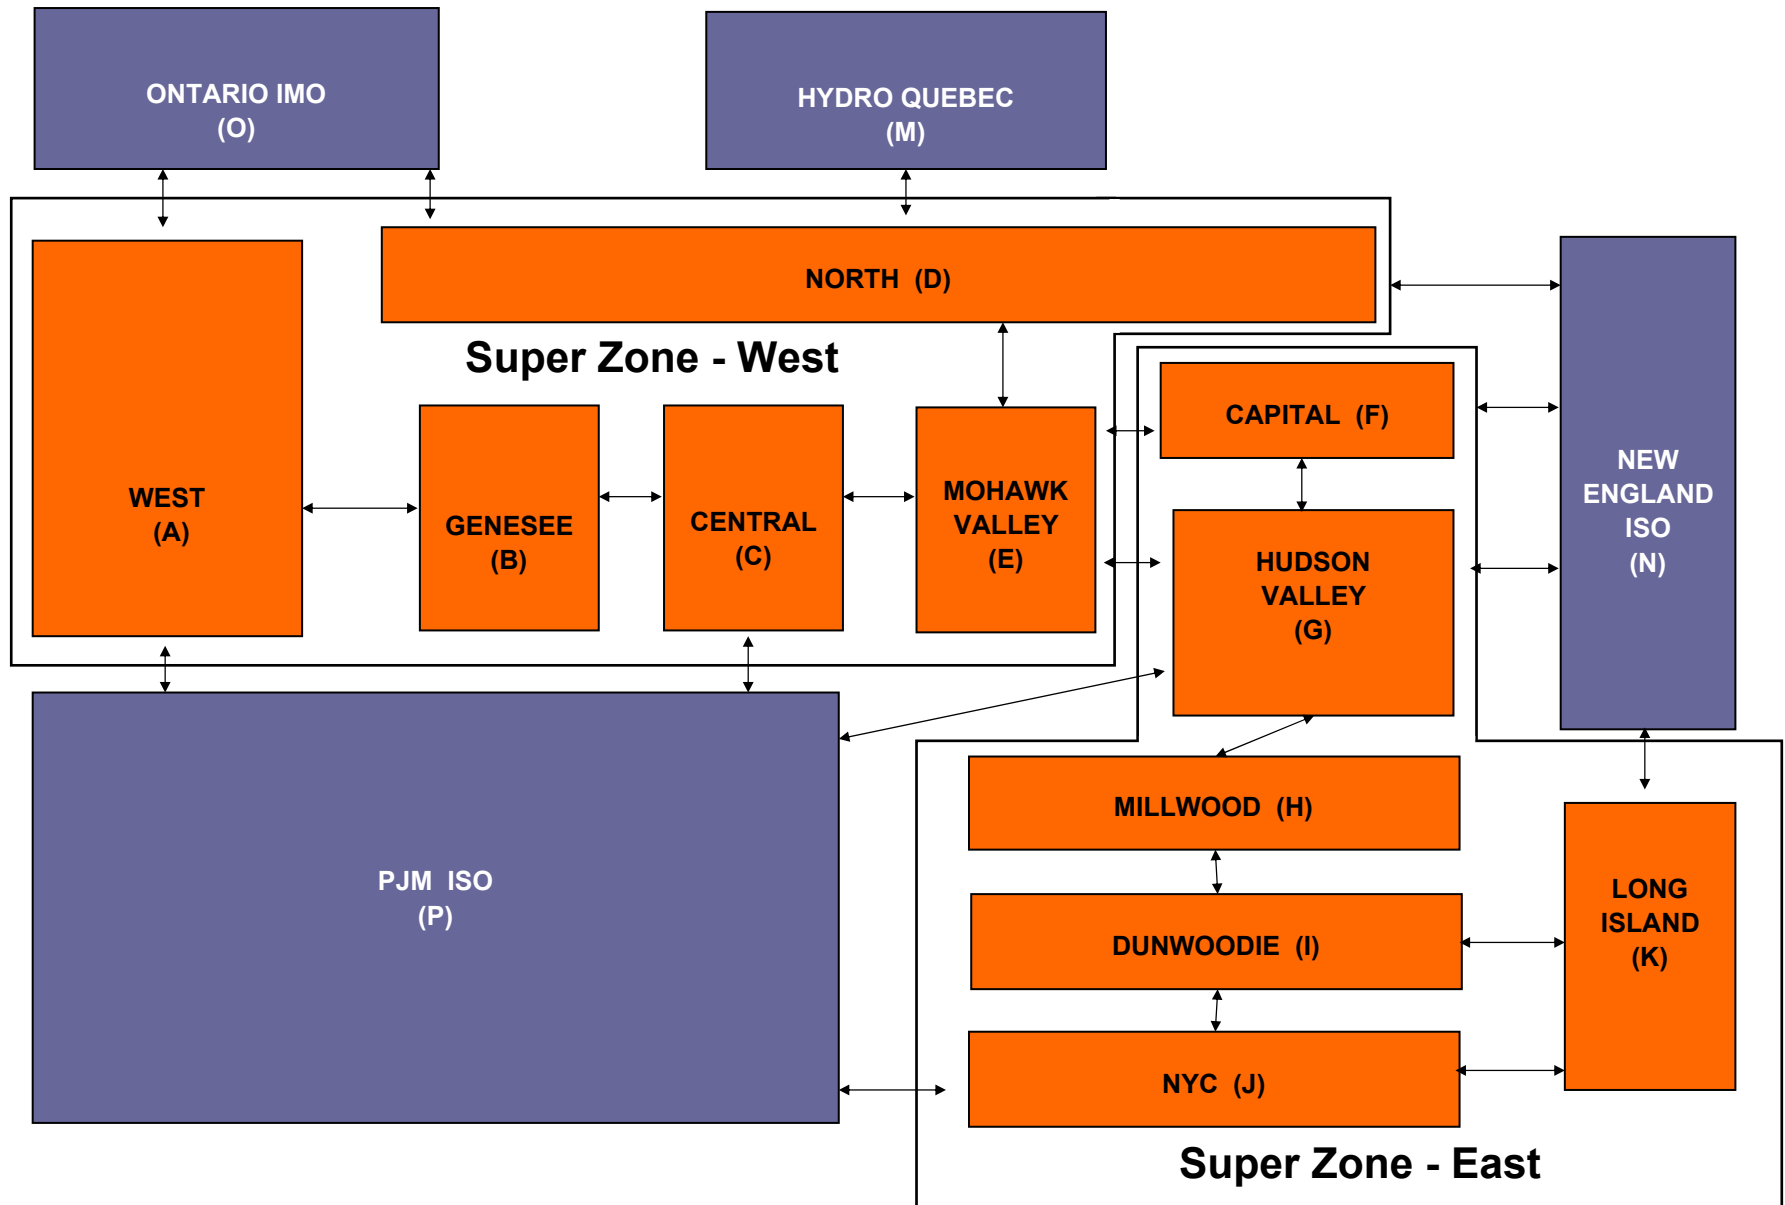 ONTARIO IMO
(O)
HYDRO QUEBEC
(M)
NORTH (D)
Super Zone - West
WEST
(A)
GENESEE
(B)
CENTRAL
(C)
MOHAWK
VALLEY
(E)
CAPITAL (F)
HUDSON
VALLEY
(G)
NEW
ENGLAND
ISO
(N)
PJM ISO
(P)
MILLWOOD (H)
DUNWOODIE (I)
NYC (J)
LONG
ISLAND
(K)
Super Zone - East